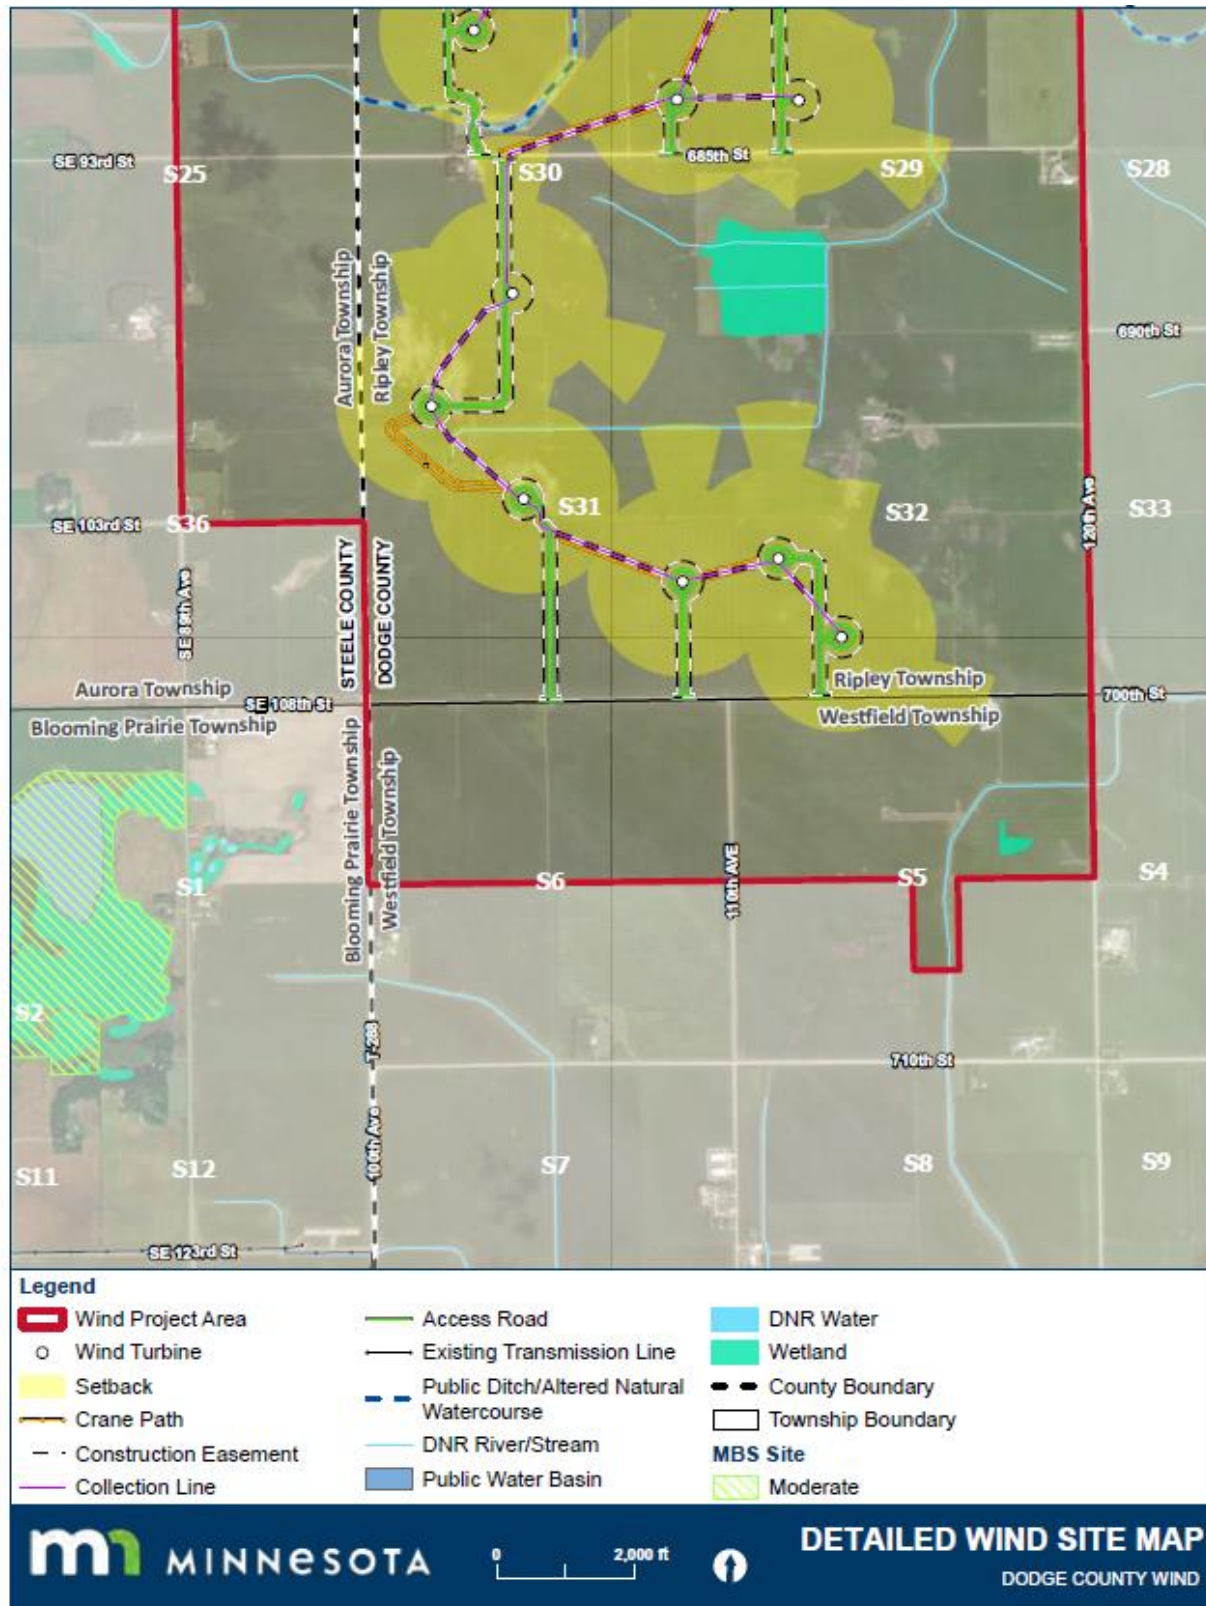 SE 93rd St
685th St
S25
S30
S29
S28
Aurora Township
Ripley Township
690th St
S31
S32
S33
120th Ave
SE 103rd St
S36
STEELE COUNTY
DODGE COUNTY
SE 89th Ave
Aurora Township
Ripley Township
700th St
SE 108th St
Blooming Prairie Township
Westfield Township
Blooming Prairie Township
Westfield Township
S1
S6
110th AVE
S5
S4
S2
T-288
710th St
100th Ave
S11
S12
S7
S8
S9
SE 123rd St
Legend
Wind Project Area
Wind Turbine
Setback
Crane Path
Construction Easement
Collection Line
Access Road
Existing Transmission Line
Public Ditch/Altered Natural
Watercourse
DNR River/Stream
Public Water Basin
DNR Water
Wetland
County Boundary
Township Boundary
MBS Site
Moderate
mn MINNESOTA
0 2,000 ft
DETAILED WIND SITE MAP
DODGE COUNTY WIND